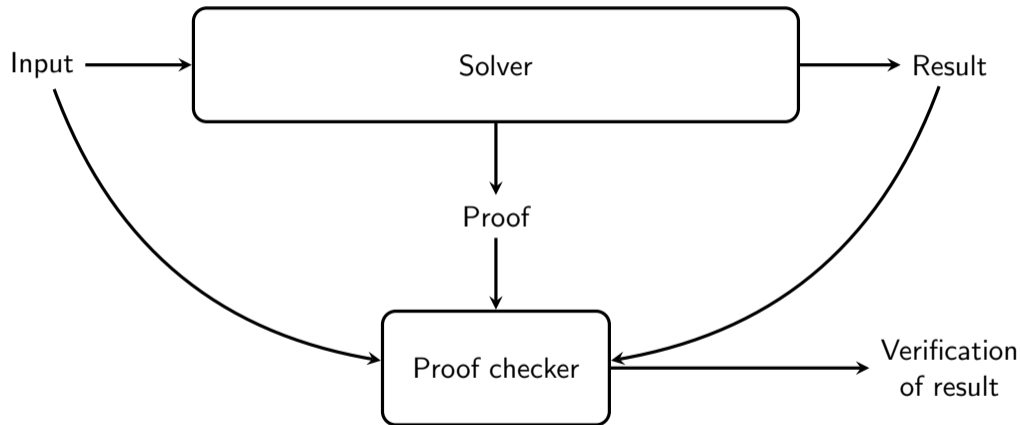 Input
Solver
Result
Proof
Proof checker
Verification
of result